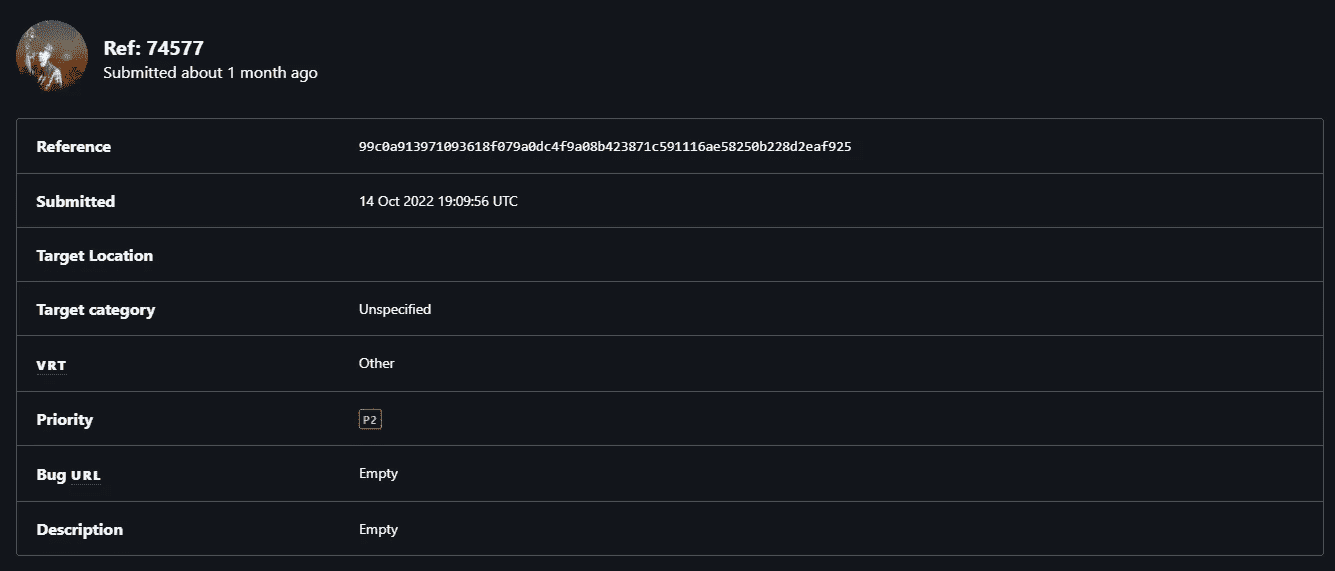 Ref: 74577
Submitted about 1 month ago
Reference 99c0a913971093618f079a0dc4f9a08b423871c591116ae58250b228d2eaf925
Submitted 14 Oct 2022 19:09:56 UTC
Target Location
Target category Unspecified
VRT Other
Priority P2
Bug URL Empty
Description Empty